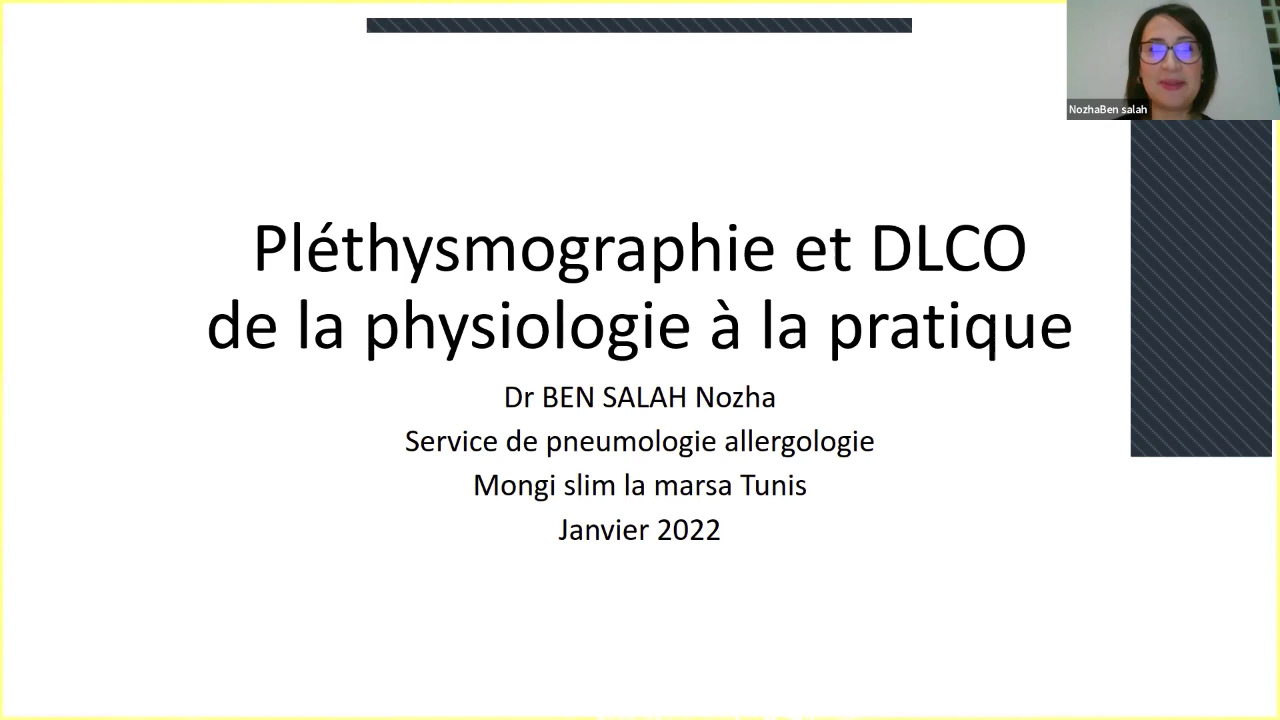 NozhaBen salah
Pléthysmographie et DLCO
de la physiologie à la pratique
Dr BEN SALAH Nozha
Service de pneumologie allergologie
Mongi slim la marsa Tunis
Janvier 2022